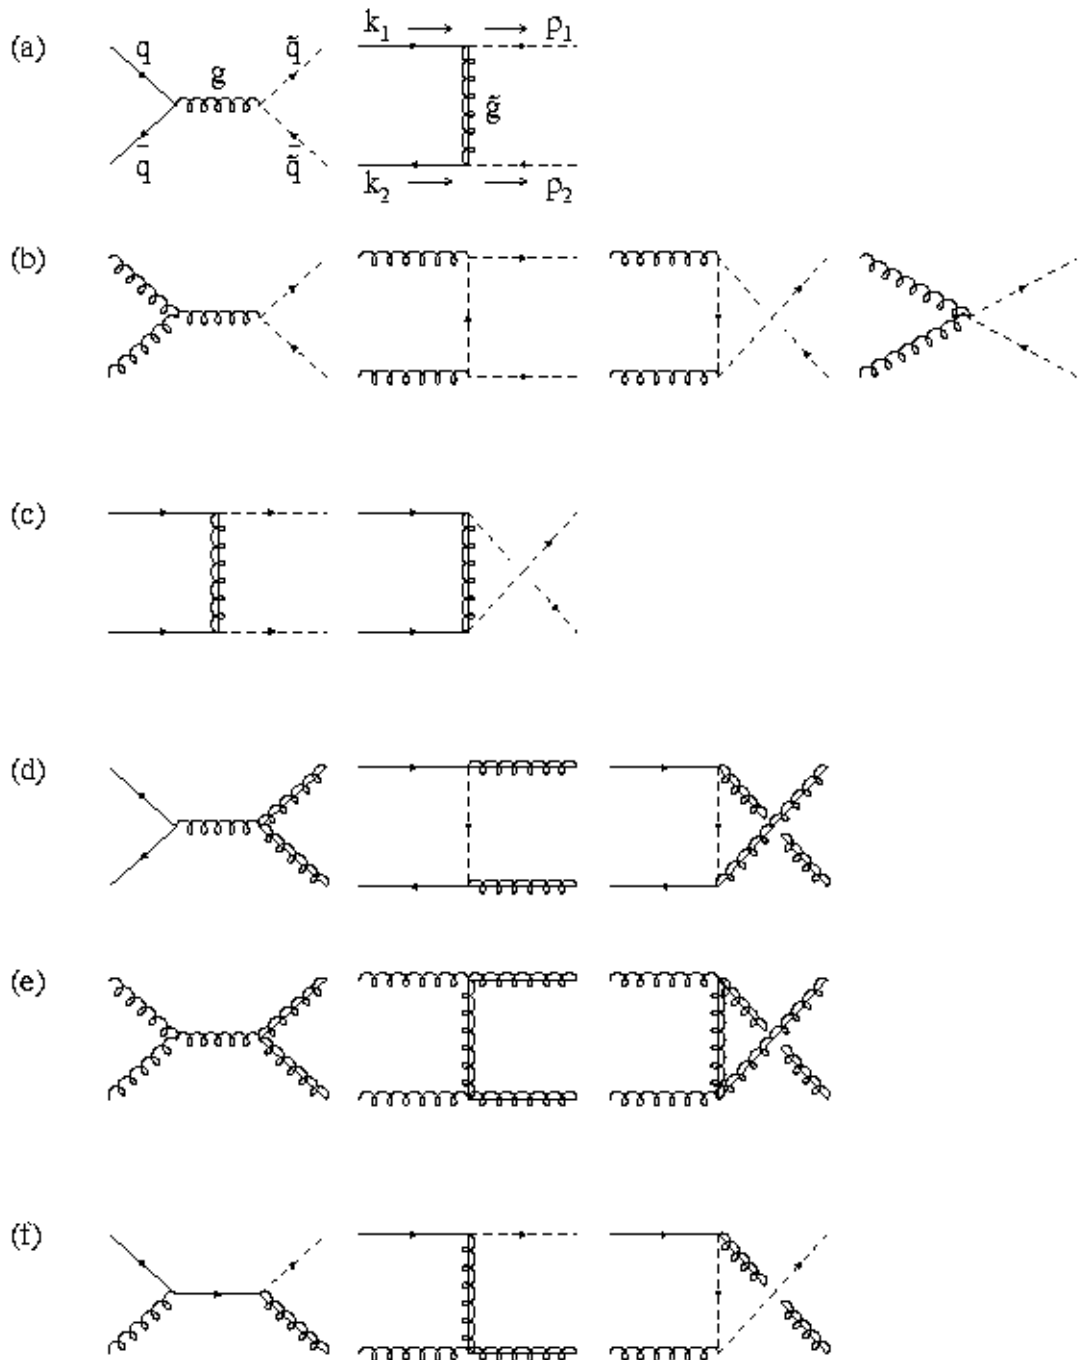 (a) q g q̃ k₁ p₁
q̄ q̃̄ g̃ k₂ p₂
(b)
(c)
(d)
(e)
(f)